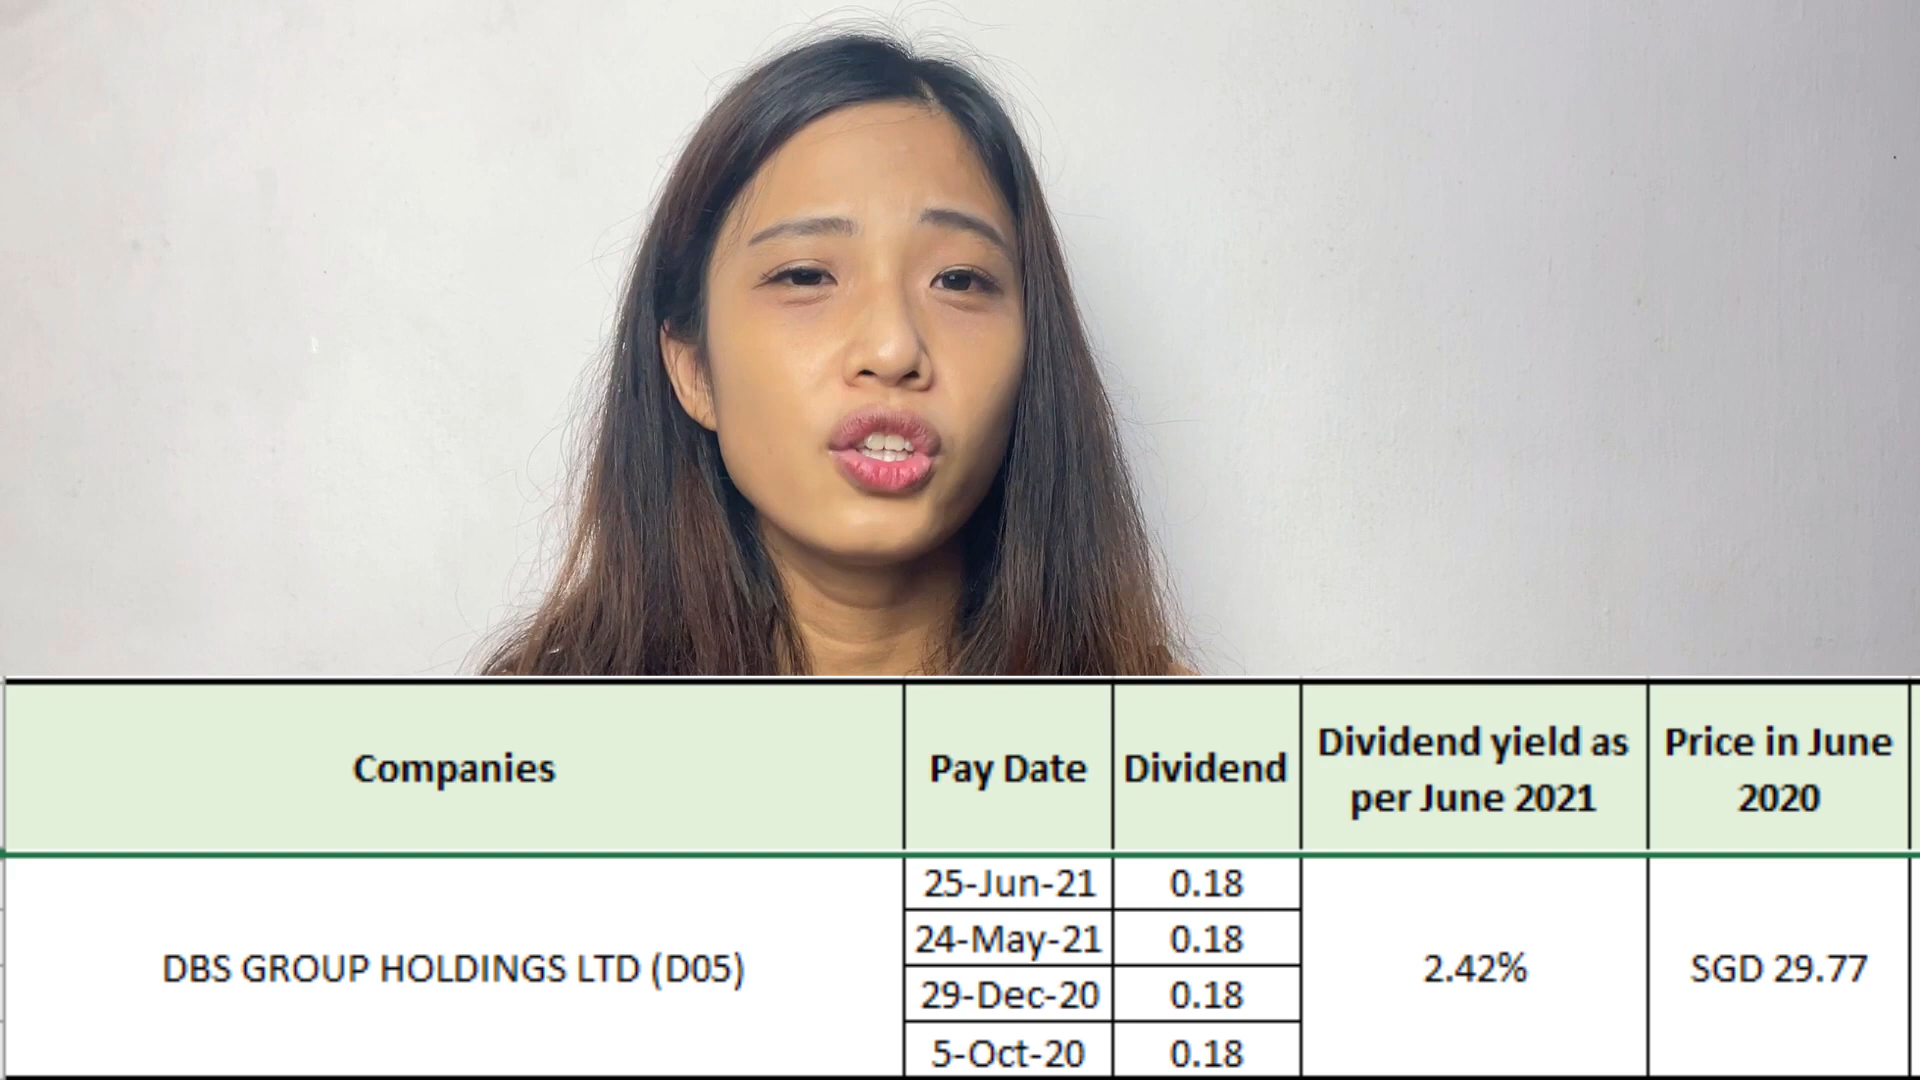 Companies
Pay Date
Dividend
Dividend yield as
per June 2021
Price in June
2020
DBS GROUP HOLDINGS LTD (D05)
25-Jun-21
0.18
24-May-21
0.18
29-Dec-20
0.18
5-Oct-20
0.18
2.42%
SGD 29.77